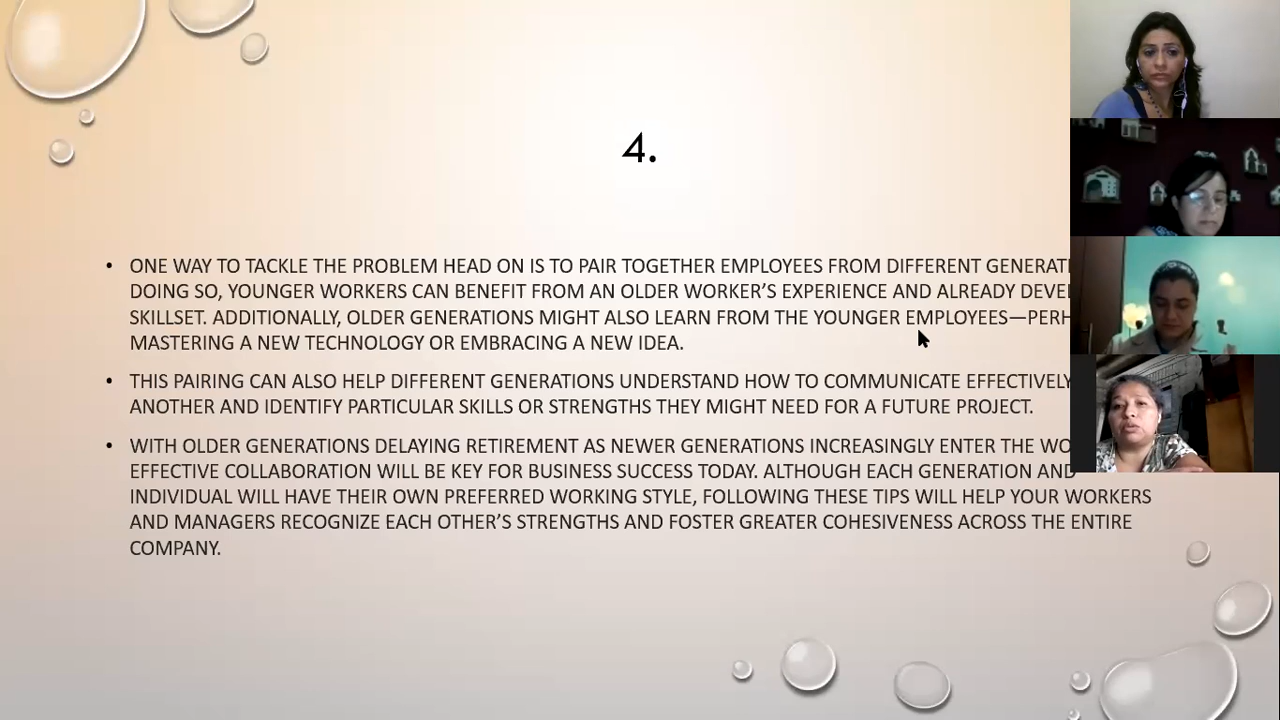 4.
• ONE WAY TO TACKLE THE PROBLEM HEAD ON IS TO PAIR TOGETHER EMPLOYEES FROM DIFFERENT
DOING SO, YOUNGER WORKERS CAN BENEFIT FROM AN OLDER WORKER’S EXPERIENCE AND ALREADY
SKILLSET. ADDITIONALLY, OLDER GENERATIONS MIGHT ALSO LEARN FROM THE YOUNGER EMPLOYEES—
MASTERING A NEW TECHNOLOGY OR EMBRACING A NEW IDEA.
• THIS PAIRING CAN ALSO HELP DIFFERENT GENERATIONS UNDERSTAND HOW TO COMMUNICATE EFFECTIVELY
ANOTHER AND IDENTIFY PARTICULAR SKILLS OR STRENGTHS THEY MIGHT NEED FOR A FUTURE PROJECT.
• WITH OLDER GENERATIONS DELAYING RETIREMENT AS NEWER GENERATIONS INCREASINGLY ENTER THE
EFFECTIVE COLLABORATION WILL BE KEY FOR BUSINESS SUCCESS TODAY. ALTHOUGH EACH GENERATION AND
INDIVIDUAL WILL HAVE THEIR OWN PREFERRED WORKING STYLE, FOLLOWING THESE TIPS WILL HELP YOUR WORKERS
AND MANAGERS RECOGNIZE EACH OTHER’S STRENGTHS AND FOSTER GREATER COHESIVENESS ACROSS THE ENTIRE
COMPANY.